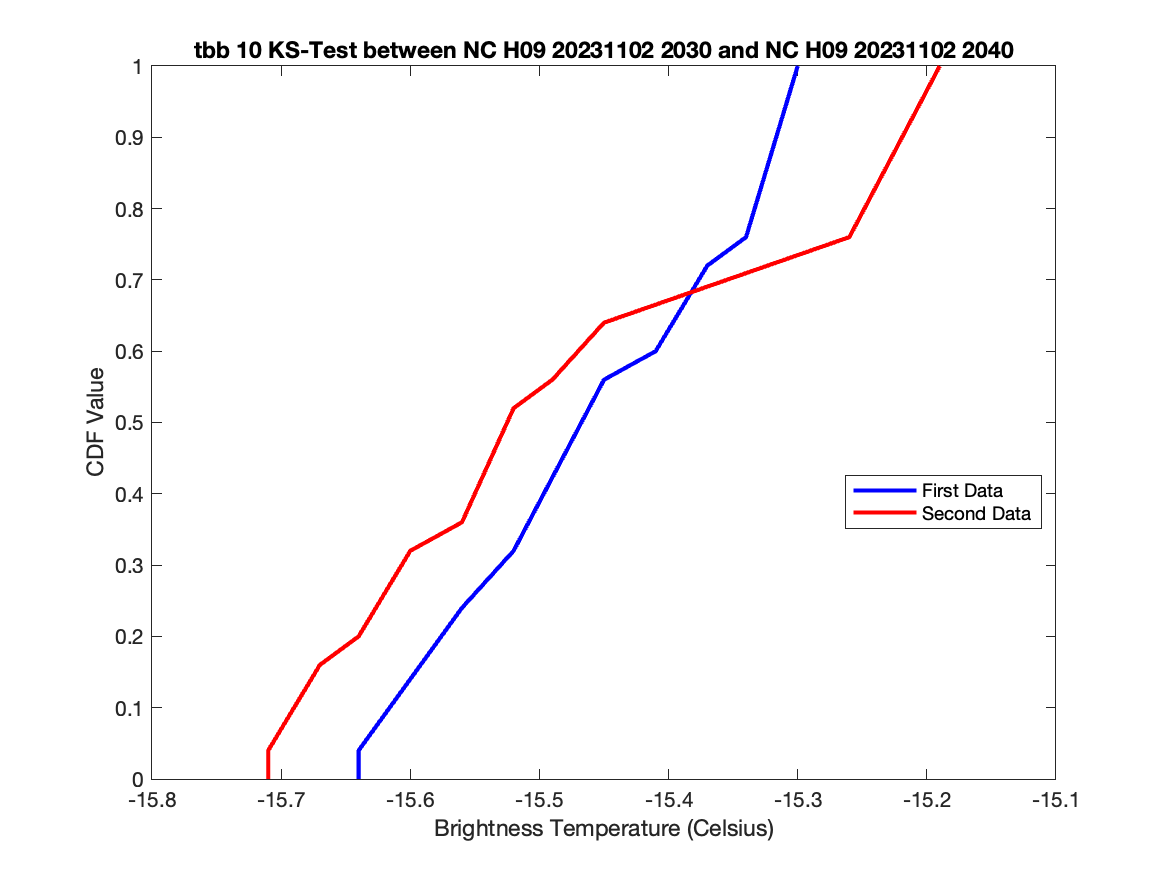 tbb 10 KS-Test between NC H09 20231102 2030 and NC H09 20231102 2040
1
0.9
0.8
0.7
0.6
0.5
0.4
0.3
0.2
0.1
0
CDF Value
First Data
Second Data
-15.8 -15.7 -15.6 -15.5 -15.4 -15.3 -15.2 -15.1
Brightness Temperature (Celsius)